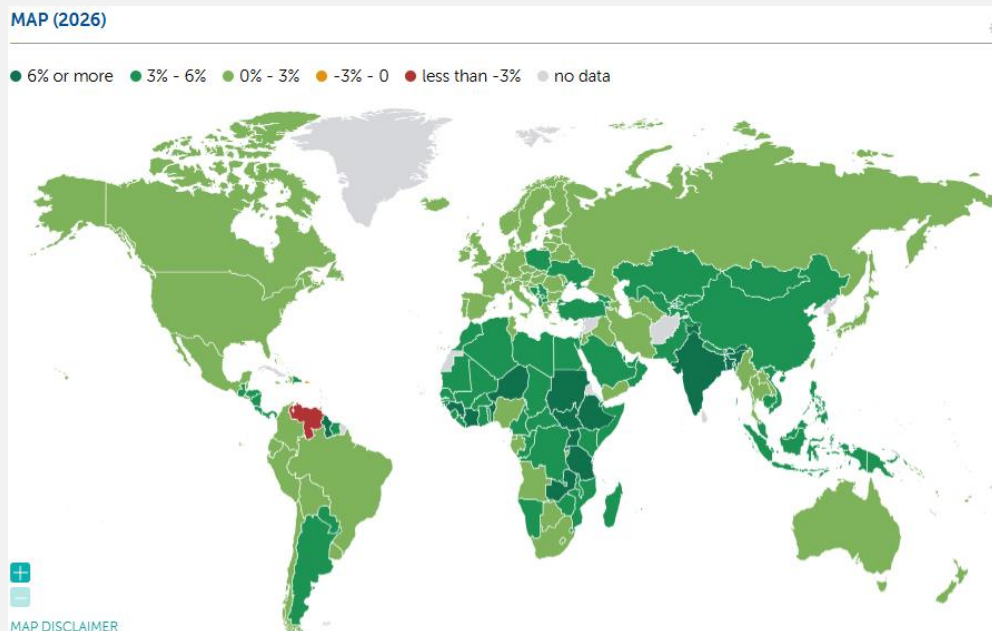 MAP (2026)
6% or more 3% - 6% 0% - 3% -3% - 0 less than -3% no data
+
−
MAP DISCLAIMER